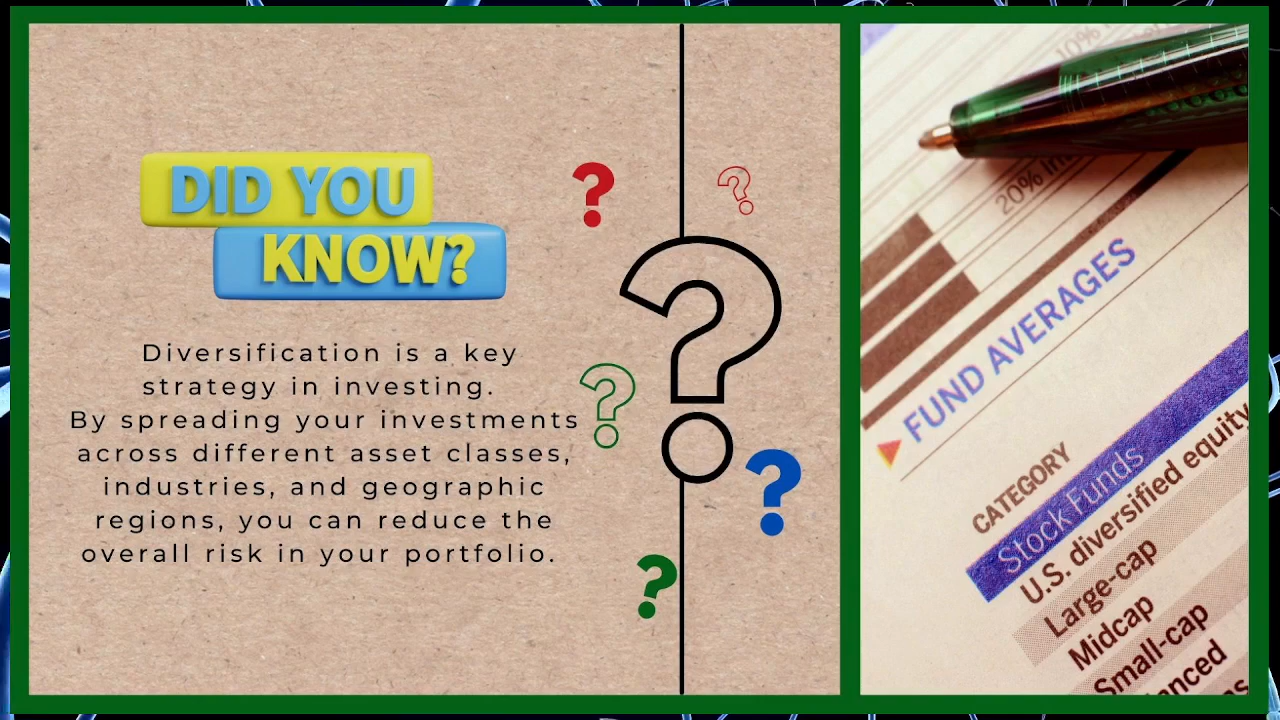 DID YOU
KNOW?
Diversification is a key
strategy in investing.
By spreading your investments
across different asset classes,
industries, and geographic
regions, you can reduce the
overall risk in your portfolio.
10%
20%
FUND AVERAGES
CATEGORY
Stock Funds
U.S. diversified equity
Large-cap
Midcap
Small-cap